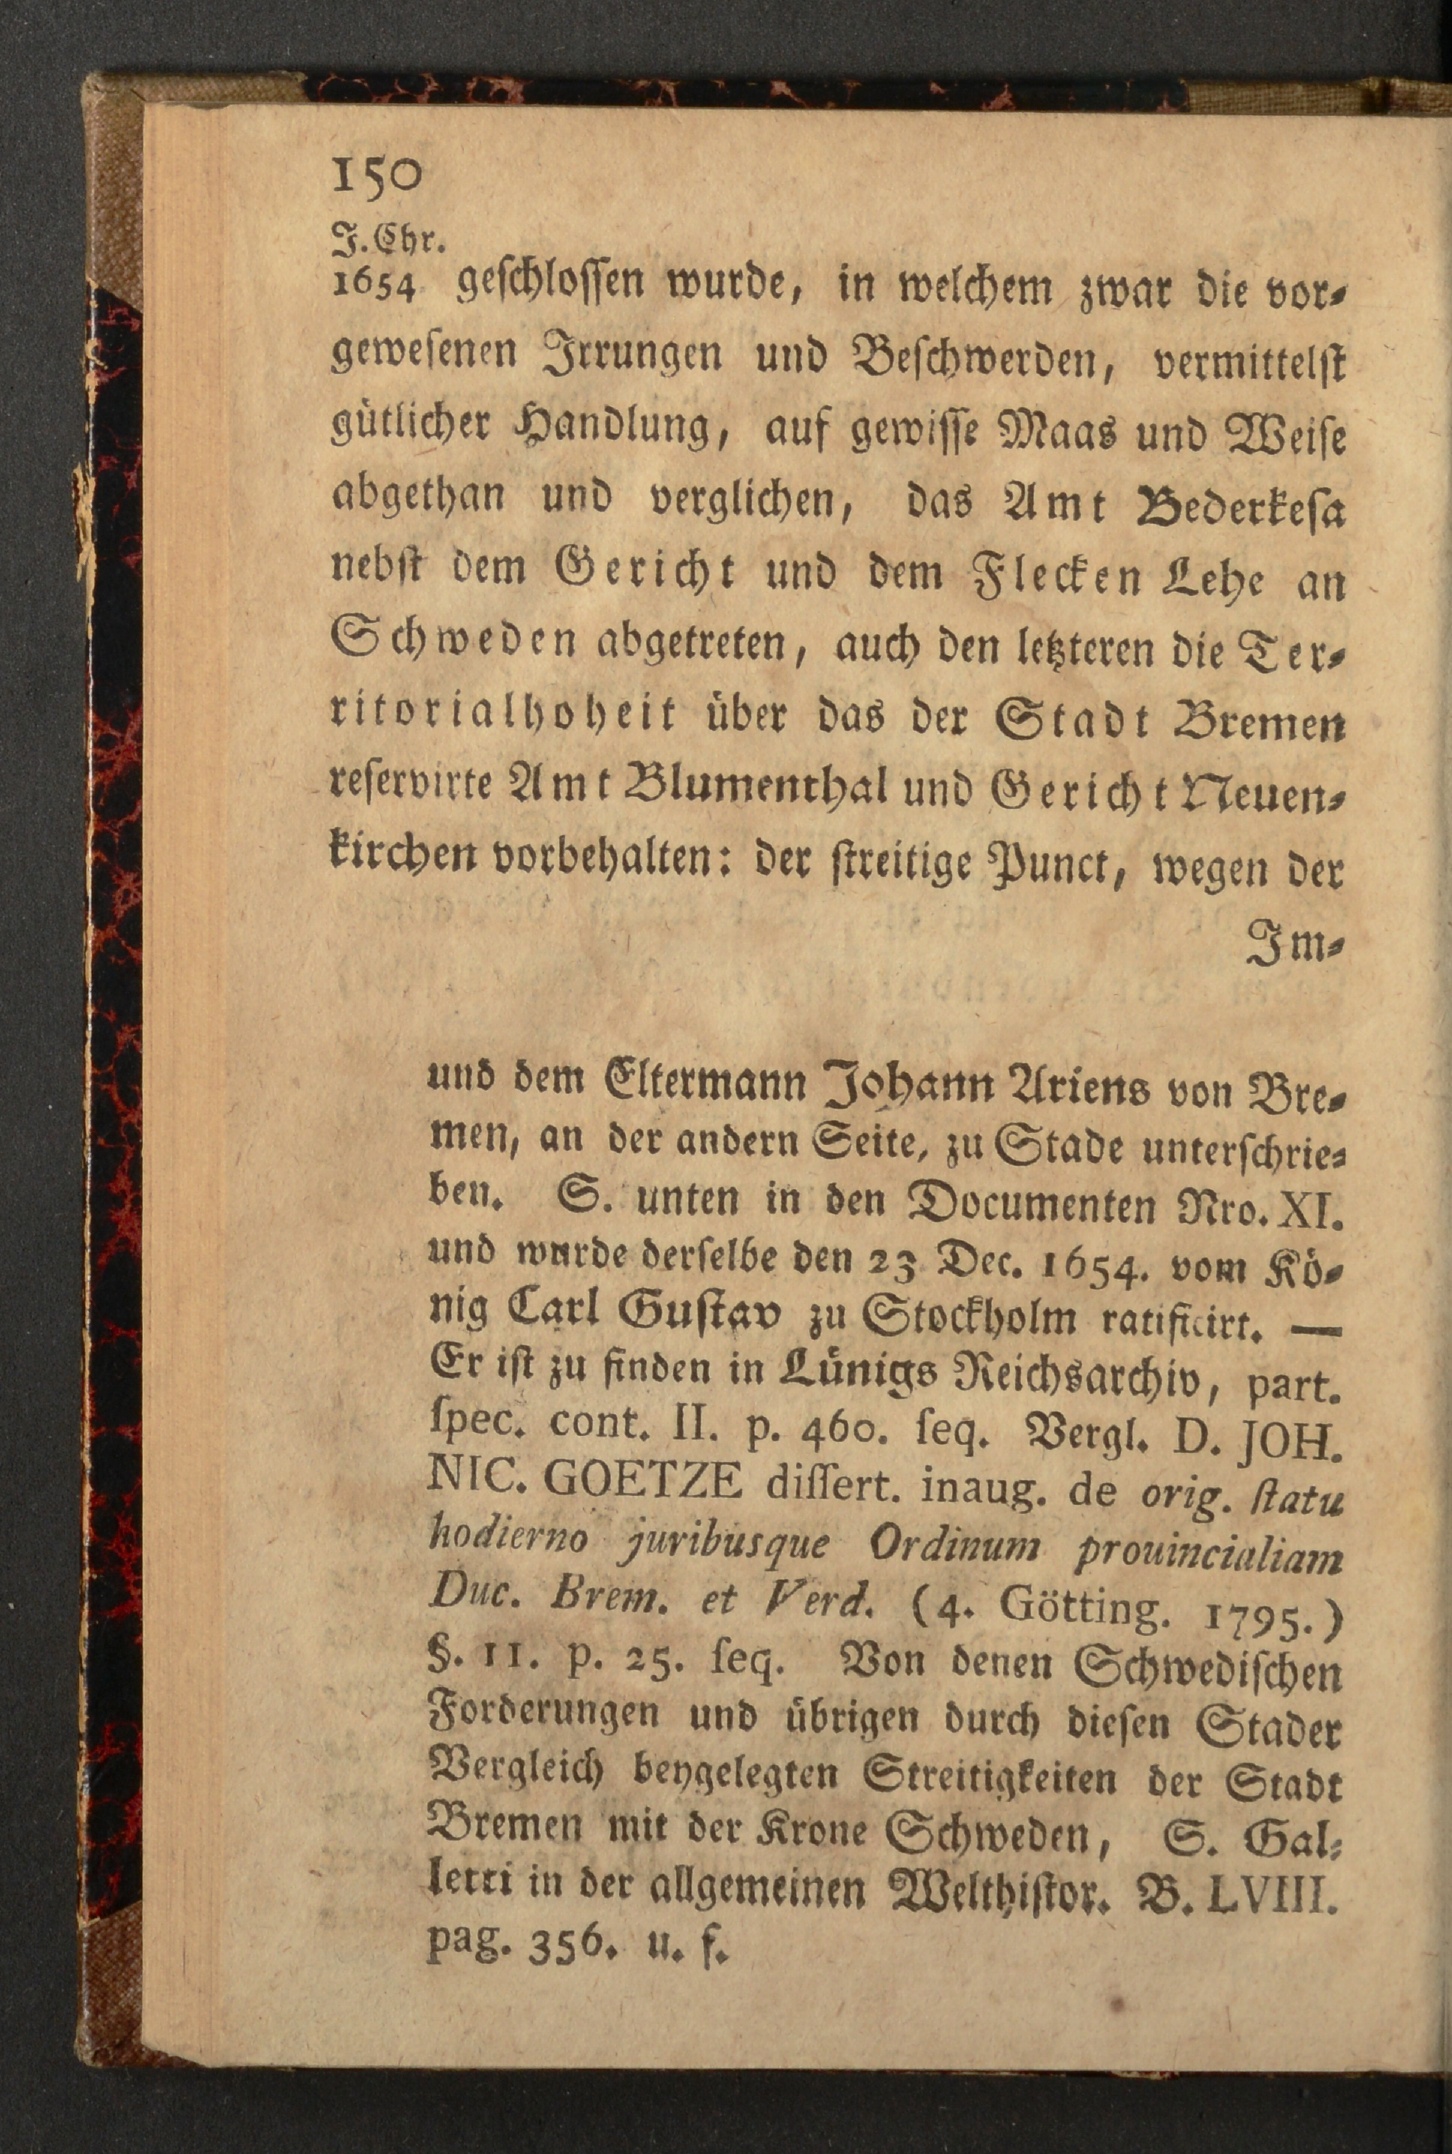 150
J. Chr.
1654 geschlossen wurde, in welchem zwar die vor-
gewesenen Irrungen und Beschwerden, vermittelst
gütlicher Handlung, auf gewisse Maas und Weise
abgethan und verglichen, das Amt Bederkesa
nebst dem Gericht und dem Flecken Lehe an
Schweden abgetreten, auch den letzteren die Ter-
ritorialhoheit über das der Stadt Bremen
reservirte Amt Blumenthal und Gericht Neuen-
kirchen vorbehalten: der streitige Punct, wegen der
Im-
und dem Eltermann Johann Ariens von Bre-
men, an der andern Seite, zu Stade unterschrie-
ben. S. unten in den Documenten Nro. XI.
und wurde derselbe den 23 Dec. 1654. vom Kö-
nig Carl Gustav zu Stockholm ratificirt. —
Er ist zu finden in Lünigs Reichsarchiv, part.
spec. cont. II. p. 460. seq. Vergl. D. JOH.
NIC. GOETZE dissert. inaug. de orig. statu
hodierno juribusque Ordinum prouincialiam
Duc. Brem. et Verd. (4. Götting. 1795.)
§. 11. p. 25. seq. Von denen Schwedischen
Forderungen und übrigen durch diesen Stader
Vergleich beygelegten Streitigkeiten der Stadt
Bremen mit der Krone Schweden, S. Gal-
letti in der allgemeinen Welthistor. B. LVIII.
pag. 356. u. f.